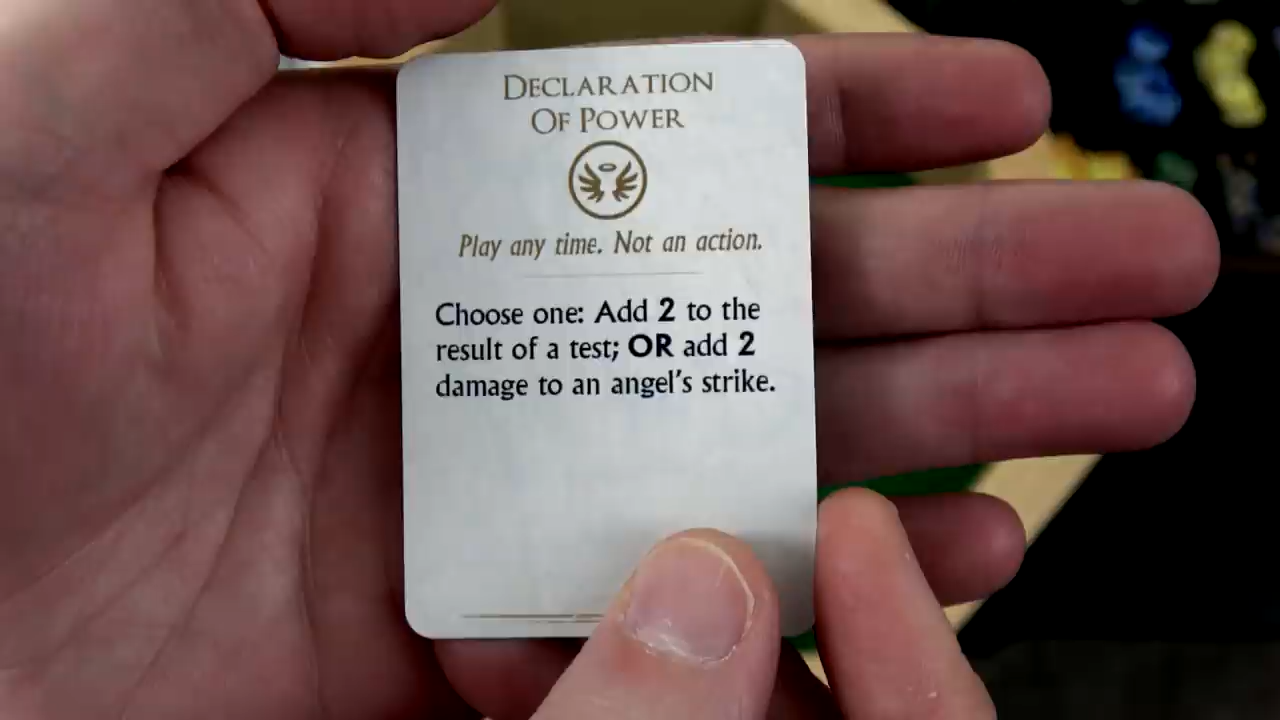 DECLARATION
OF POWER
Play any time. Not an action.
Choose one: Add 2 to the
result of a test; OR add 2
damage to an angel's strike.